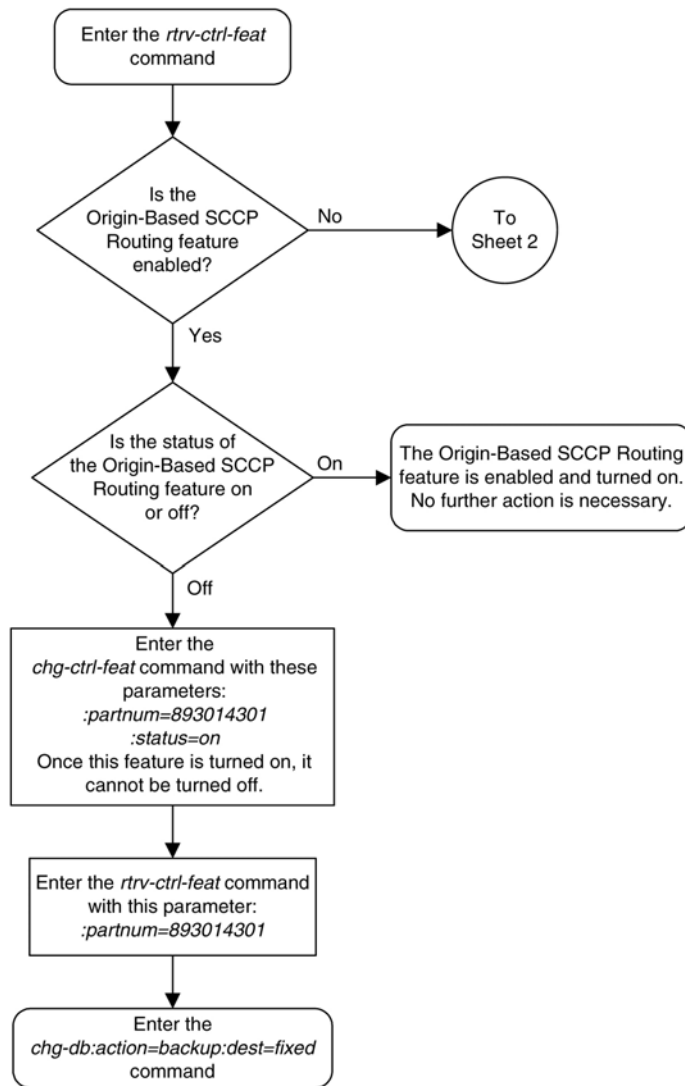 Enter the rtrv-ctrl-feat
command
Is the
Origin-Based SCCP
Routing feature
enabled?
No
To
Sheet 2
Yes
Is the status of
the Origin-Based SCCP
Routing feature on
or off?
On
The Origin-Based SCCP Routing
feature is enabled and turned on.
No further action is necessary.
Off
Enter the
chg-ctrl-feat command with these
parameters:
:partnum=893014301
:status=on
Once this feature is turned on, it
cannot be turned off.
Enter the rtrv-ctrl-feat command
with this parameter:
:partnum=893014301
Enter the
chg-db:action=backup:dest=fixed
command